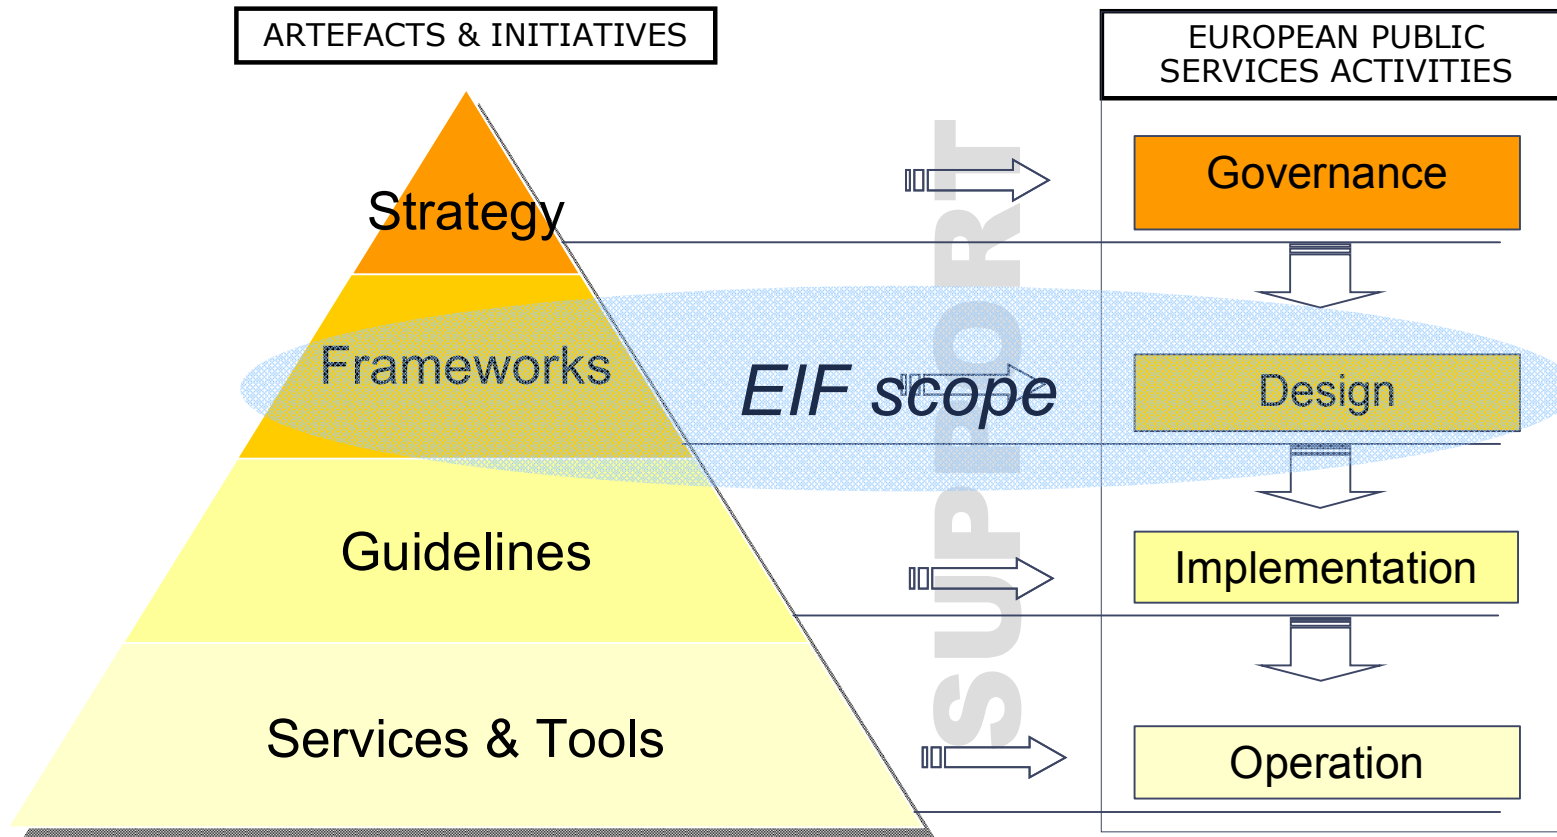 ARTEFACTS & INITIATIVES
EUROPEAN PUBLIC
SERVICES ACTIVITIES
Strategy
Governance
Frameworks
EIF scope
Design
Guidelines
Implementation
Services & Tools
Operation
SUPPORT